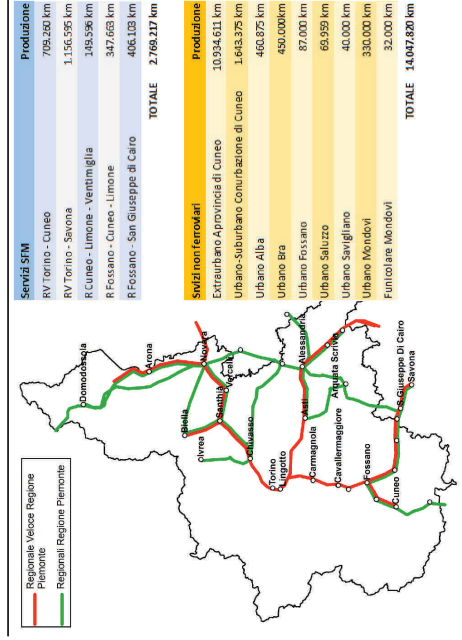 Regionale Veloce Regione
Piemonte
Regionali Regione Piemonte
Domodossola
Arona
Biella
Novara
Ivrea
Santhià
Vercelli
Chivasso
Torino
Lingotto
Asti
Alessandria
Carmagnola
Arquata Scrivia
Cavallermaggiore
Fossano
Cuneo
S.Giuseppe Di Cairo
Savona
Servizi SFM Produzione
RV Torino - Cuneo 709.260 km
RV Torino - Savona 1.156.595 km
R Cuneo - Limone - Ventimiglia 149.596 km
R Fossano - Cuneo - Limone 347.663 km
R Fossano - San Giuseppe di Cairo 406.103 km
TOTALE 2.769.217 km
Srvizi non ferroviari Produzione
Extraurbano Aprovincia di Cuneo 10.934.611 km
Urbano-Suburbano Conurbazione di Cuneo 1.643.375 km
Urbano Alba 460.875 km
Urbano Bra 450.000km
Urbano Fossano 87.000 km
Urbano Saluzzo 69.959 km
Urbano Savigliano 40.000 km
Urbano Mondovì 330.000 km
Funicolare Mondovì 32.000 km
TOTALE 14.047.820 km